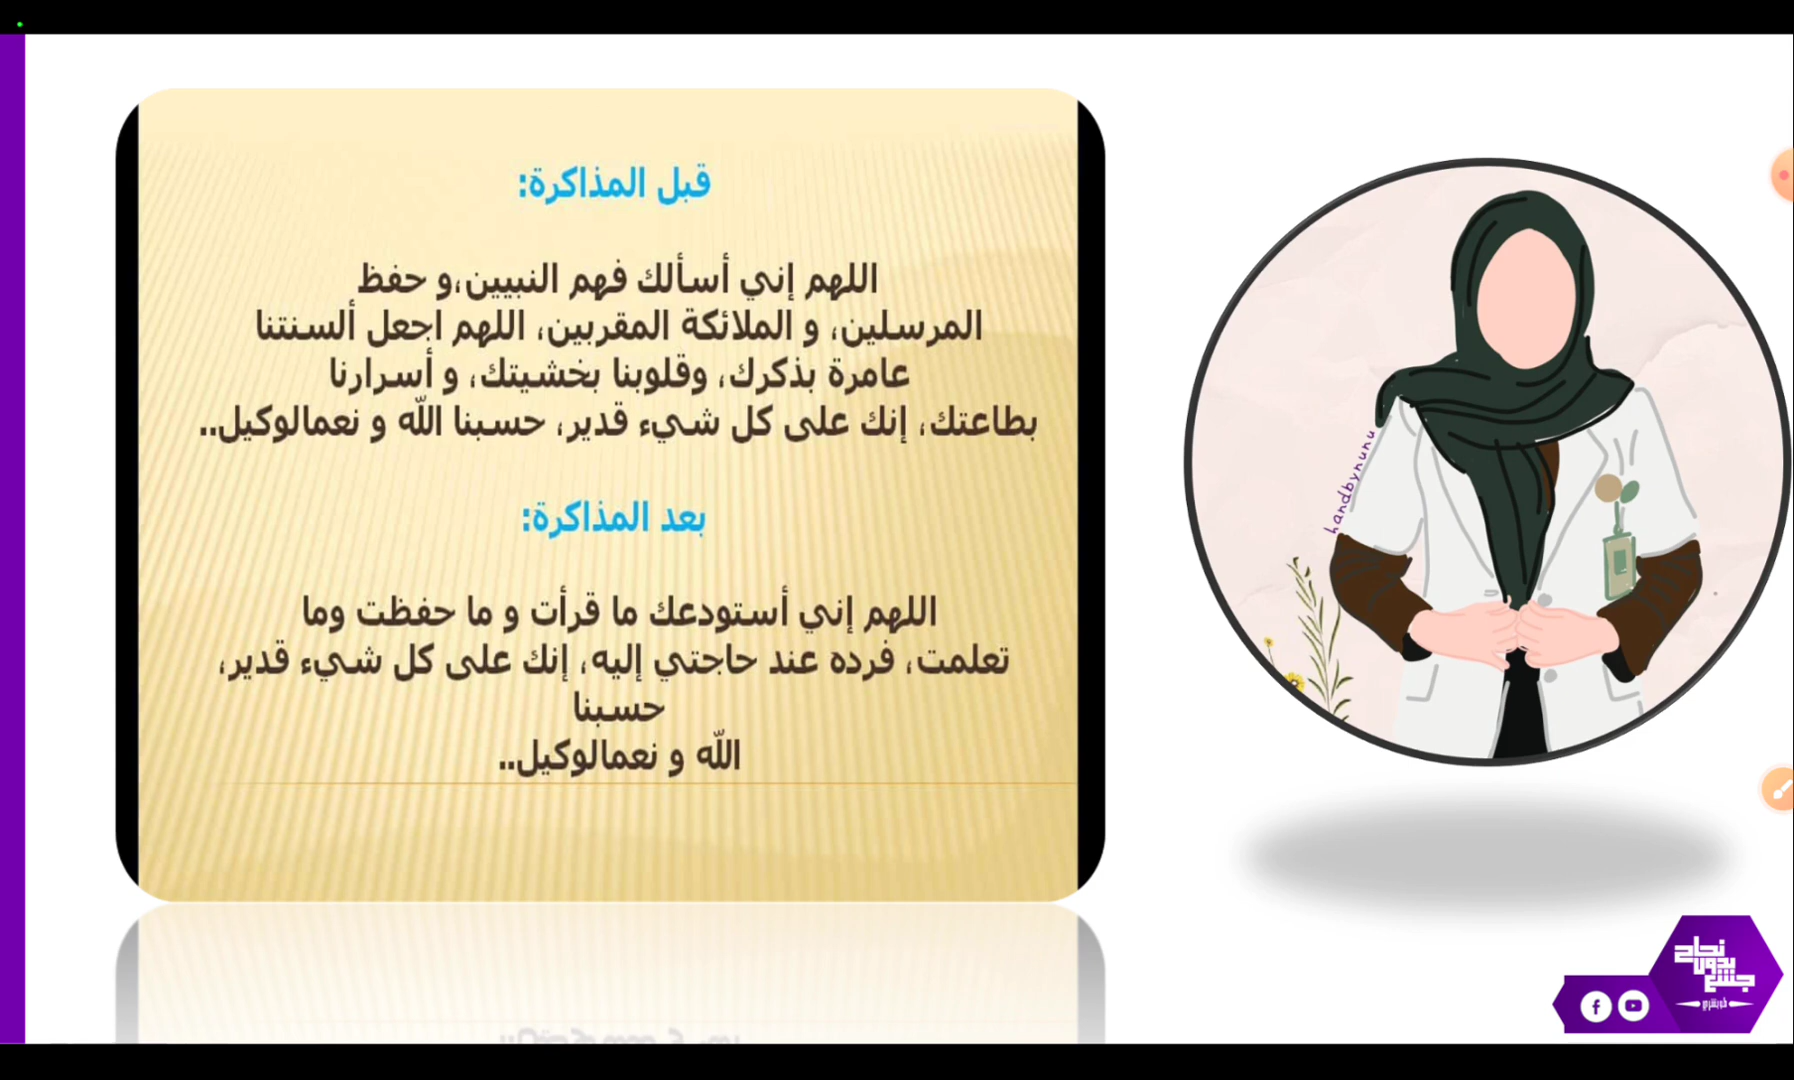 قبل المذاكرة:
اللهم إني أسألك فهم النبيين،و حفظ
المرسلين، و الملائكة المقربين، اللهم اجعل ألسنتنا
عامرة بذكرك، وقلوبنا بخشيتك، و أسرارنا
بطاعتك، إنك على كل شيء قدير، حسبنا الله و نعمالوكيل..
بعد المذاكرة:
اللهم إني أستودعك ما قرأت و ما حفظت وما
تعلمت، فرده عند حاجتي إليه، إنك على كل شيء قدير،
حسبنا
الله و نعمالوكيل..
handbynunu
نجاح
بدون